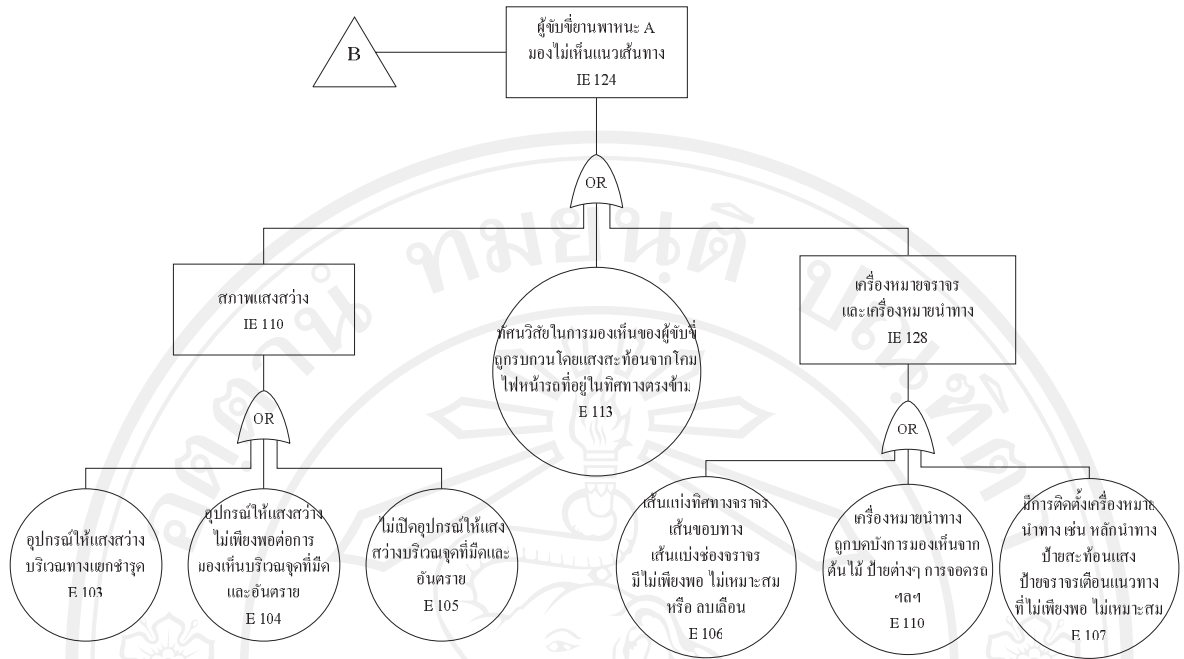 B
ผู้ขับขี่ยานพาหนะ A
มองไม่เห็นแนวเส้นทาง
IE 124
OR
สภาพแสงสว่าง
IE 110
ทัศนวิสัยในการมองเห็นของผู้ขับขี่
ถูกรบกวนโดยแสงสะท้อนจากโคม
ไฟหน้ารถที่อยู่ในทิศทางตรงข้าม
E 113
เครื่องหมายจราจร
และเครื่องหมายนำทาง
IE 128
OR
OR
อุปกรณ์ให้แสงสว่าง
บริเวณทางแยกชำรุด
E 103
อุปกรณ์ให้แสงสว่าง
ไม่เพียงพอต่อการ
มองเห็นบริเวณจุดที่มืด
และอันตราย
E 104
ไม่เปิดอุปกรณ์ให้แสง
สว่างบริเวณจุดที่มืดและ
อันตราย
E 105
เส้นแบ่งทิศทางจราจร
เส้นขอบทาง
เส้นแบ่งช่องจราจร
มีไม่เพียงพอ ไม่เหมาะสม
หรือ ลบเลือน
E 106
เครื่องหมายนำทาง
ถูกบดบังการมองเห็นจาก
ต้นไม้ ป้ายต่างๆ การจอดรถ
ฯลฯ
E 110
มีการติดตั้งเครื่องหมาย
นำทาง เช่น หลักนำทาง
ป้ายสะท้อนแสง
ป้ายจราจรเตือนแนวทาง
ที่ไม่เพียงพอ ไม่เหมาะสม
E 107